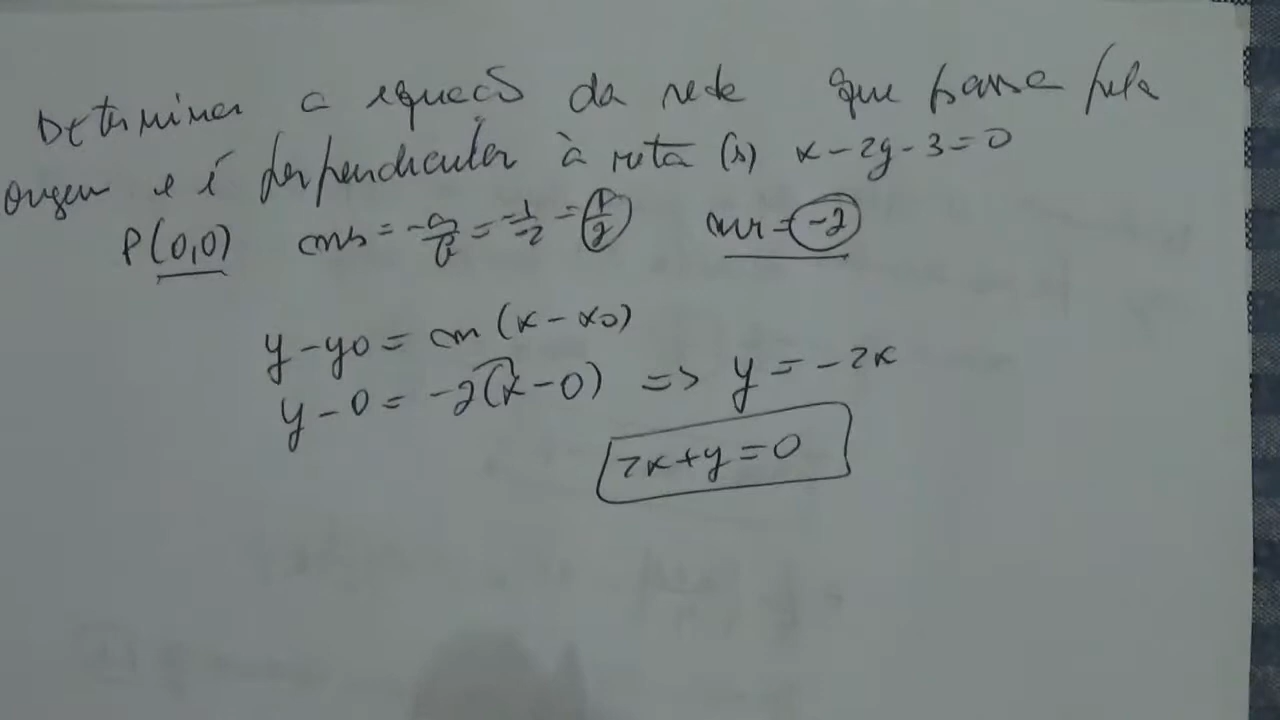 Determinar a equação da reta que passa pela
origem e é perpendicular à reta (s) x-2y-3=0
P(0,0) ms = -a/b = -1/-2 = 1/2 mr = -2
y-y0 = m(x-x0)
y-0 = -2(x-0) => y = -2x
2x+y=0